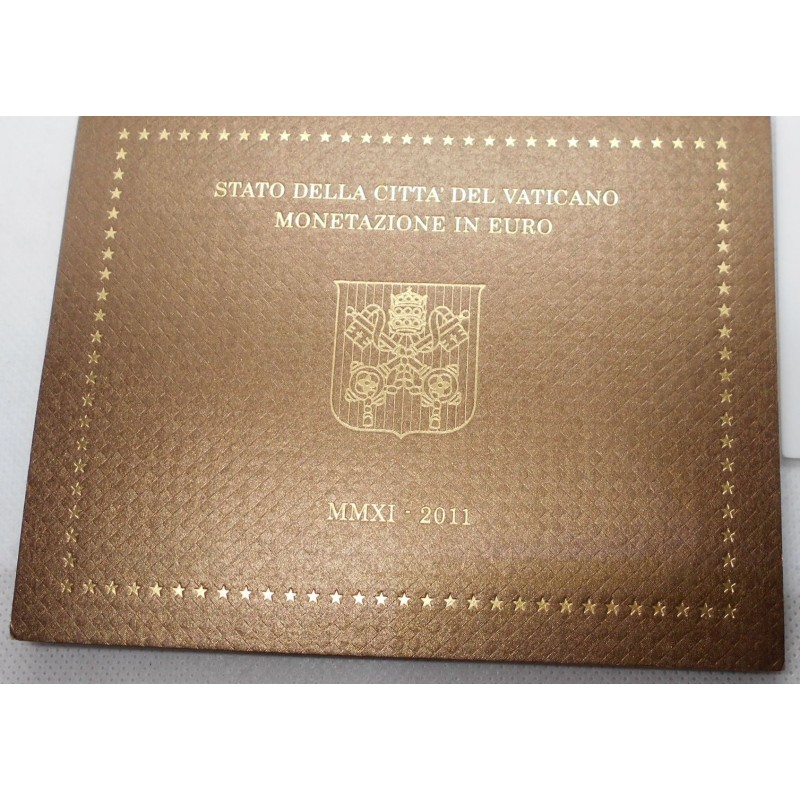 STATO DELLA CITTA' DEL VATICANO
MONETAZIONE IN EURO
MMXI - 2011